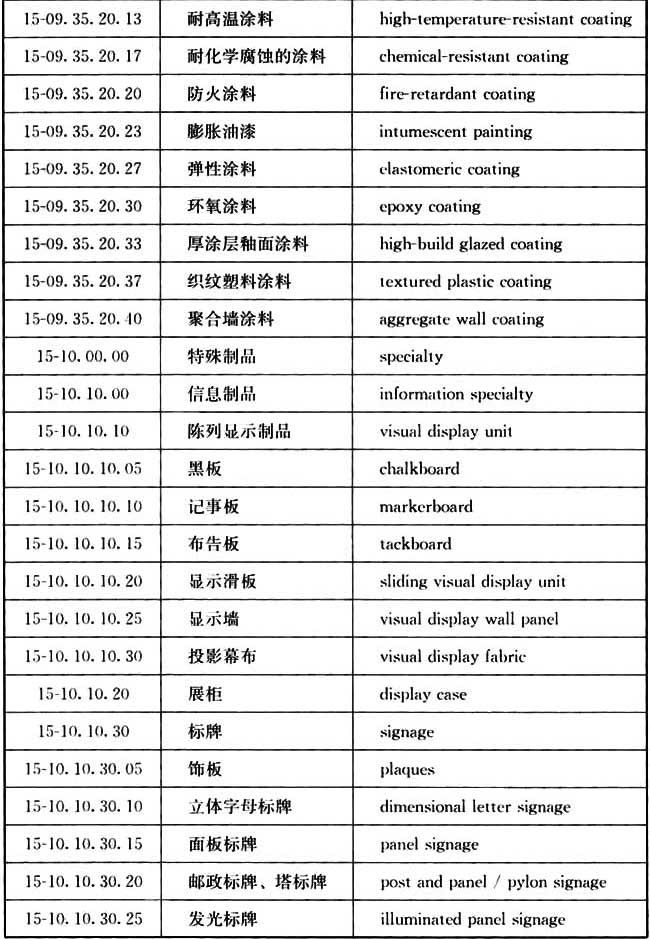 15-09.35.20.13 耐高温涂料 high-temperature-resistant coating
15-09.35.20.17 耐化学腐蚀的涂料 chemical-resistant coating
15-09.35.20.20 防火涂料 fire-retardant coating
15-09.35.20.23 膨胀油漆 intumescent painting
15-09.35.20.27 弹性涂料 elastomeric coating
15-09.35.20.30 环氧涂料 epoxy coating
15-09.35.20.33 厚涂层釉面涂料 high-build glazed coating
15-09.35.20.37 织纹塑料涂料 textured plastic coating
15-09.35.20.40 聚合墙涂料 aggregate wall coating
15-10.00.00 特殊制品 specialty
15-10.10.00 信息制品 information specialty
15-10.10.10 陈列显示制品 visual display unit
15-10.10.10.05 黑板 chalkboard
15-10.10.10.10 记事板 markerboard
15-10.10.10.15 布告板 tackboard
15-10.10.10.20 显示滑板 sliding visual display unit
15-10.10.10.25 显示墙 visual display wall panel
15-10.10.10.30 投影幕布 visual display fabric
15-10.10.20 展柜 display case
15-10.10.30 标牌 signage
15-10.10.30.05 饰板 plaques
15-10.10.30.10 立体字母标牌 dimensional letter signage
15-10.10.30.15 面板标牌 panel signage
15-10.10.30.20 邮政标牌、塔标牌 post and panel / pylon signage
15-10.10.30.25 发光标牌 illuminated panel signage